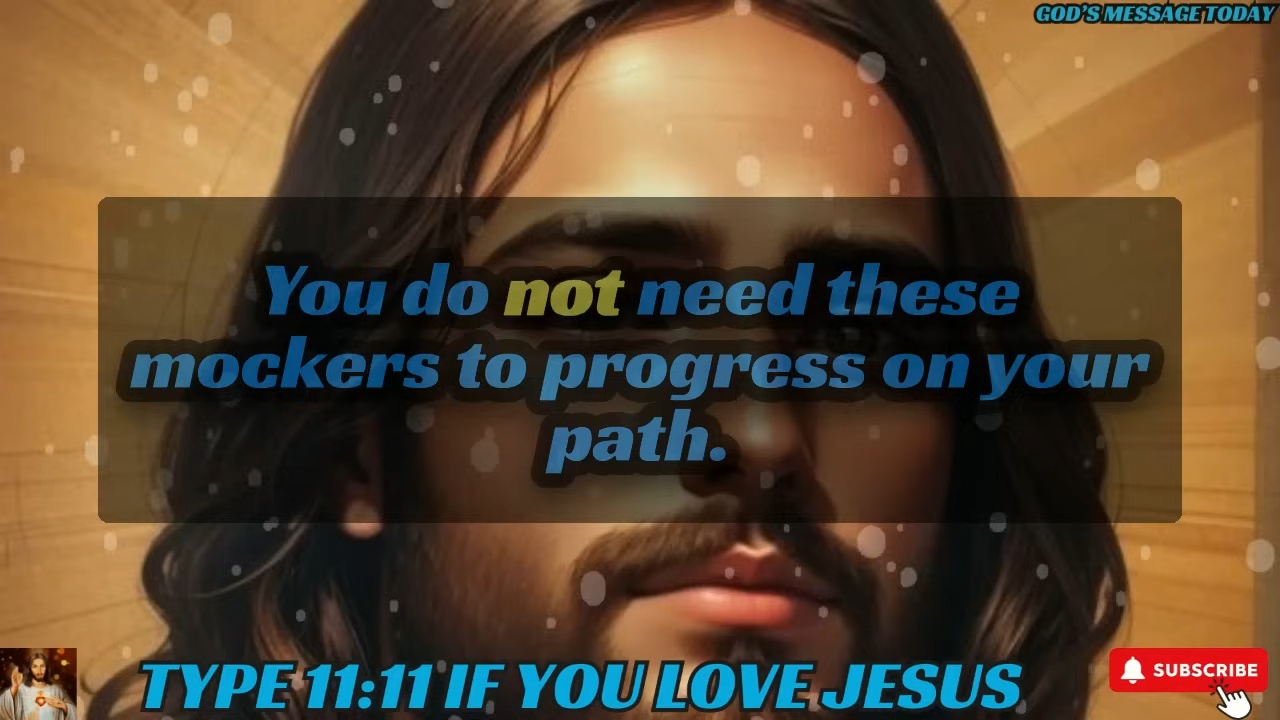 GOD'S MESSAGE TODAY
You do not need these
mockers to progress on your
path.
TYPE 11:11 IF YOU LOVE JESUS
SUBSCRIBE